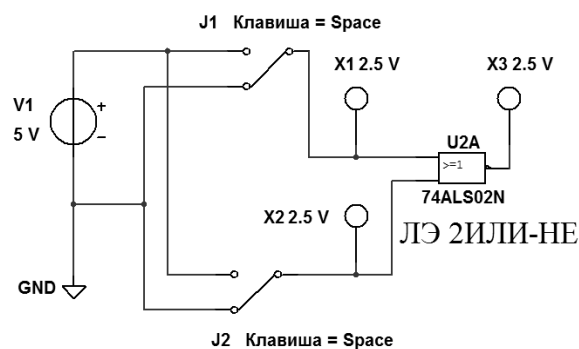 J1 Клавиша = Space
X1 2.5 V
X3 2.5 V
V1
5 V
+
−
U2A
>=1
74ALS02N
X2 2.5 V
ЛЭ 2ИЛИ-НЕ
GND
J2 Клавиша = Space